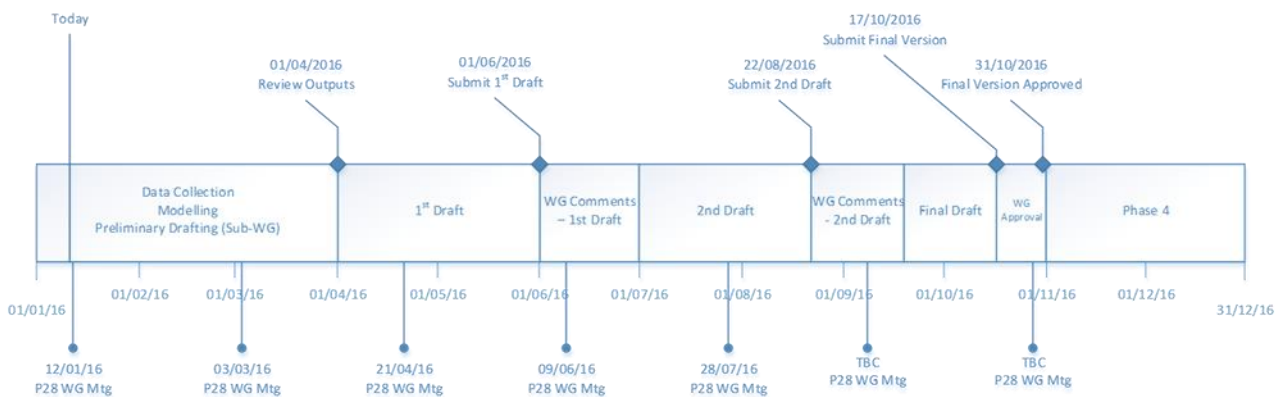 Today
01/04/2016
Review Outputs
01/06/2016
Submit 1st Draft
22/08/2016
Submit 2nd Draft
17/10/2016
Submit Final Version
31/10/2016
Final Version Approved
Data Collection
Modelling
Preliminary Drafting (Sub-WG)
1st Draft
WG Comments
– 1st Draft
2nd Draft
WG Comments
- 2nd Draft
Final Draft
WG
Approval
Phase 4
01/01/16
01/02/16
01/03/16
01/04/16
01/05/16
01/06/16
01/07/16
01/08/16
01/09/16
01/10/16
01/11/16
01/12/16
31/12/16
12/01/16
P28 WG Mtg
03/03/16
P28 WG Mtg
21/04/16
P28 WG Mtg
09/06/16
P28 WG Mtg
28/07/16
P28 WG Mtg
TBC
P28 WG Mtg
TBC
P28 WG Mtg